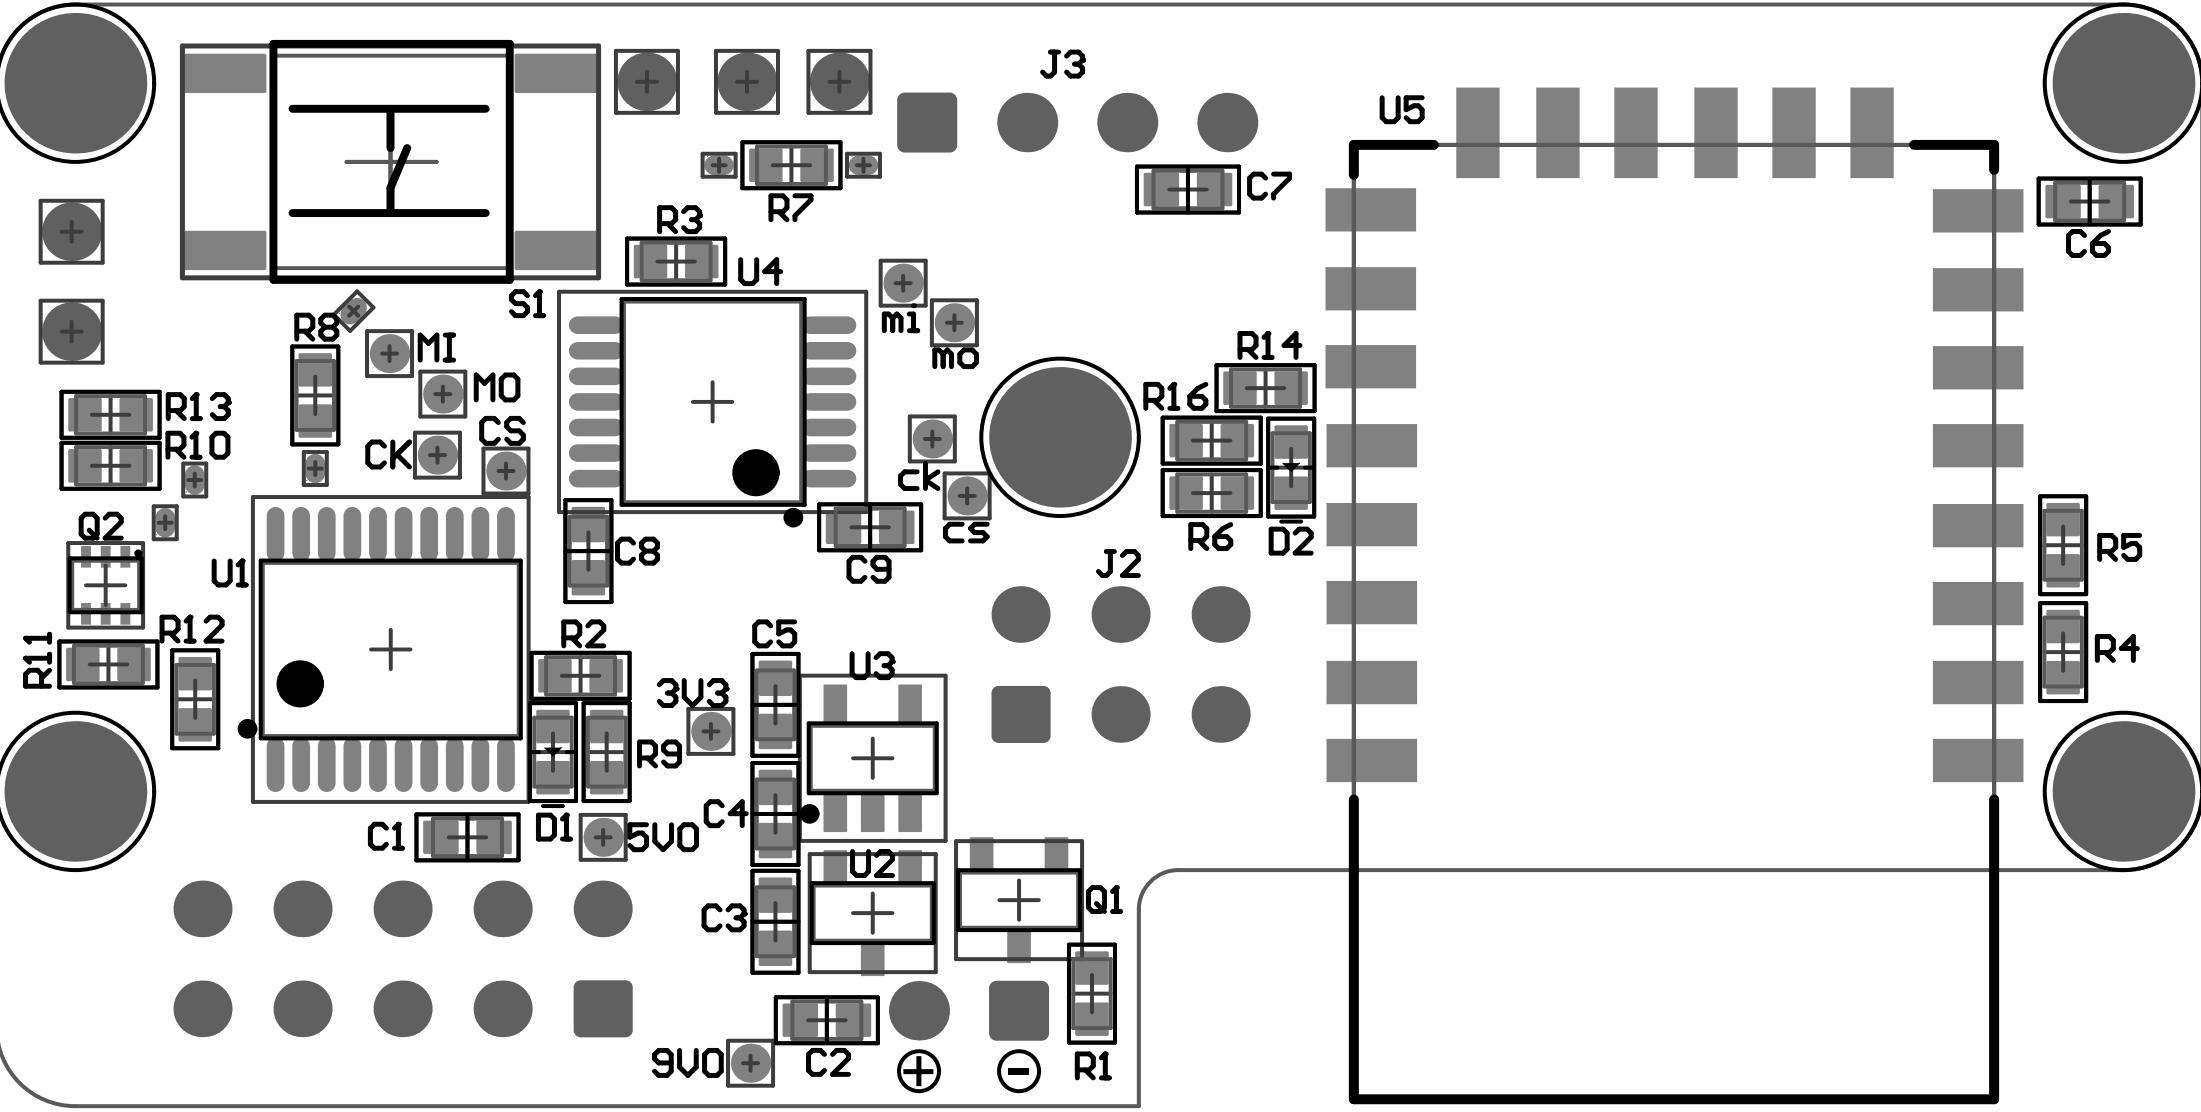 J3
U5
C7
R7
R3
C6
U4
S1
mi
R8
MI
mo
R14
MO
R16
R13
CS
R10
CK
ck
Q2
cs
R6
D2
C8
C9
J2
R5
U1
R12
R2
C5
R11
U3
R4
3V3
R9
C4
C1
D1
5V0
U2
Q1
C3
9V0
C2
+
-
R1